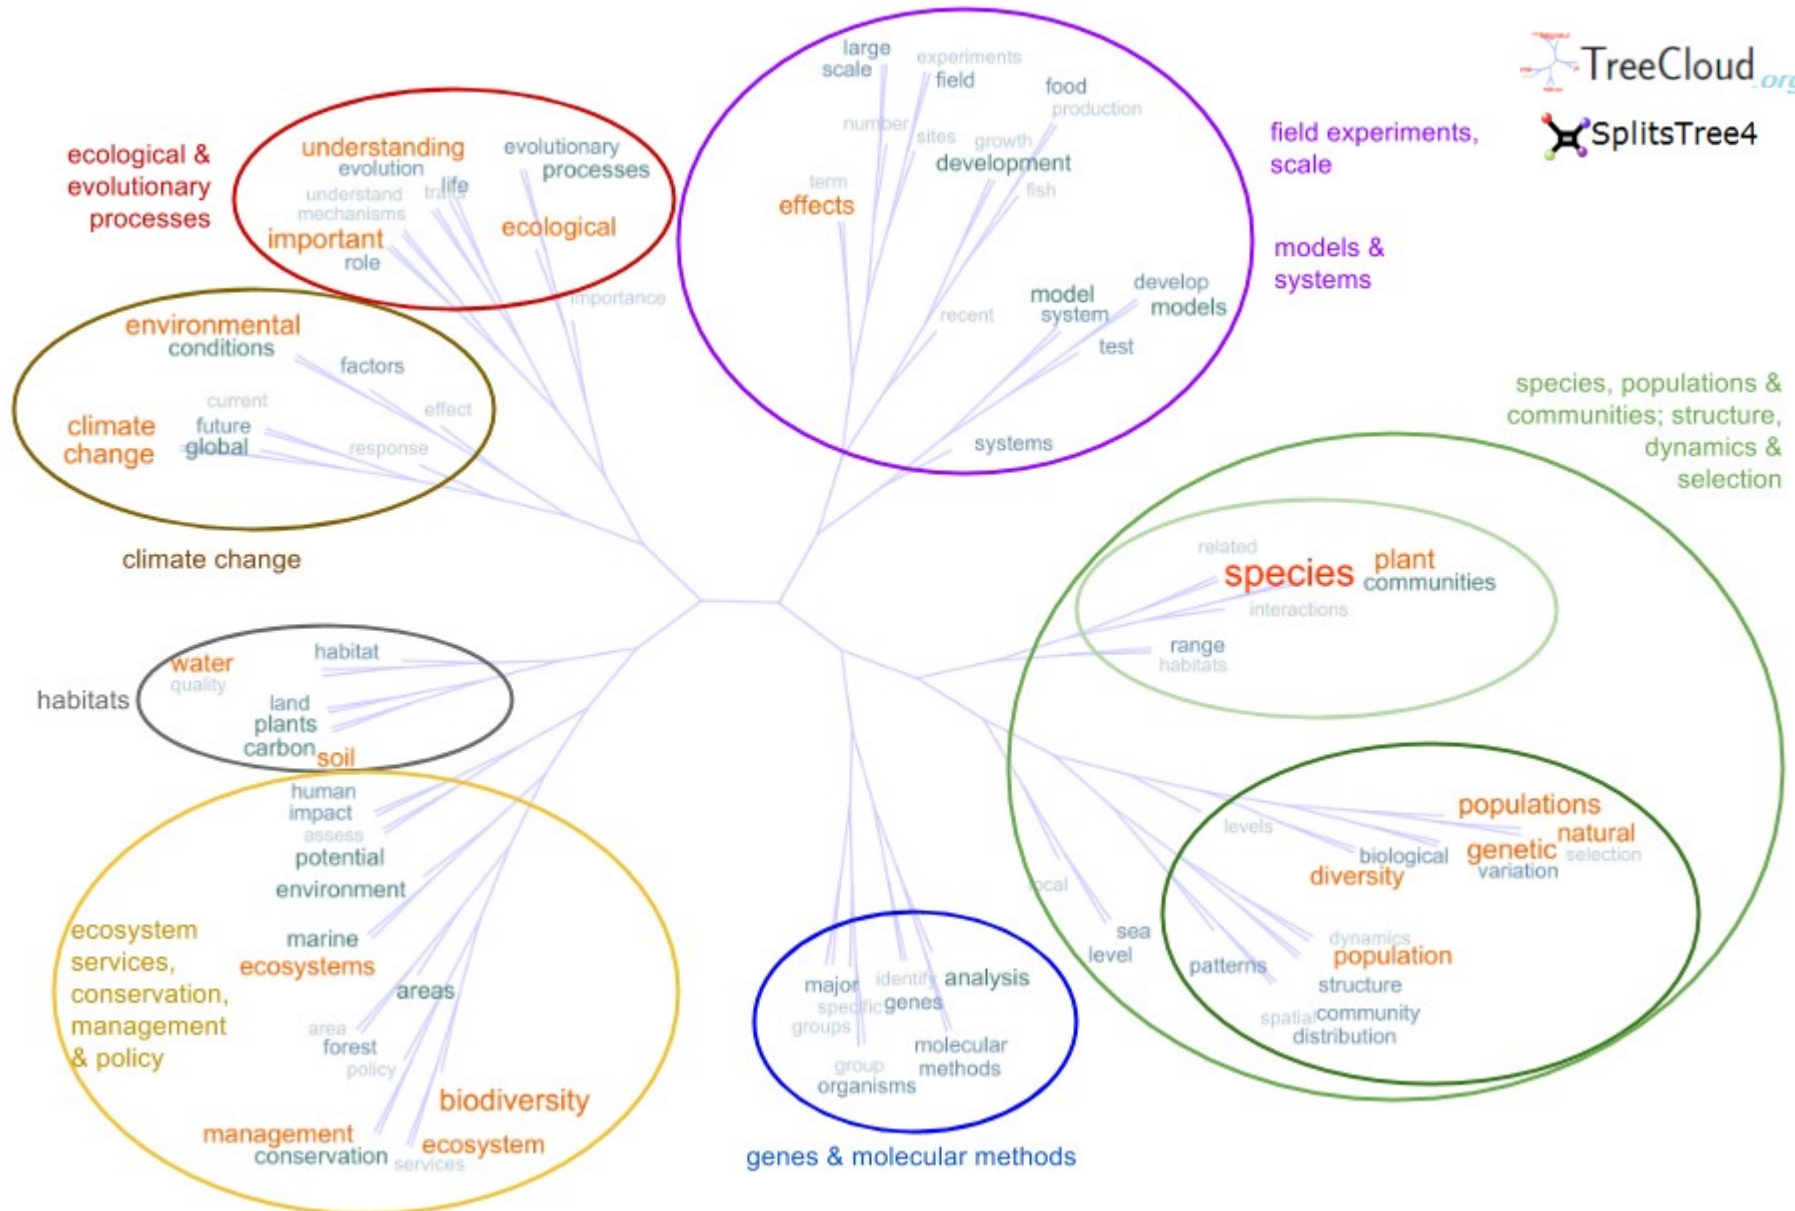 TreeCloud.org
SplitsTree4
large
scale
experiments
field
food
production
number
sites
growth
development
fish
term
effects
recent
model
system
develop
models
test
systems
field experiments,
scale
models &
systems
ecological &
evolutionary
processes
understanding
evolution
understand
traits
life
mechanisms
important
role
evolutionary
processes
ecological
importance
environmental
conditions
factors
current
future
global
effect
response
climate
change
climate change
habitats
water
quality
habitat
land
plants
carbon
soil
human
impact
assess
potential
environment
marine
ecosystems
areas
area
forest
policy
biodiversity
management
conservation
ecosystem
services
ecosystem
services,
conservation,
management
& policy
major
identify
analysis
specific
genes
groups
molecular
methods
group
organisms
genes & molecular methods
species, populations &
communities; structure,
dynamics &
selection
related
species
plant
communities
interactions
range
habitats
levels
populations
natural
selection
biological
genetic
variation
diversity
local
sea
level
patterns
dynamics
population
structure
spatial
community
distribution